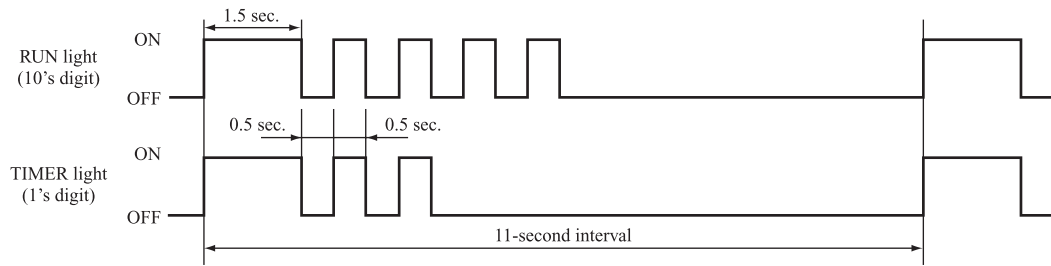 1.5 sec.
ON
RUN light
(10's digit)
OFF
0.5 sec.
0.5 sec.
ON
TIMER light
(1's digit)
OFF
11-second interval